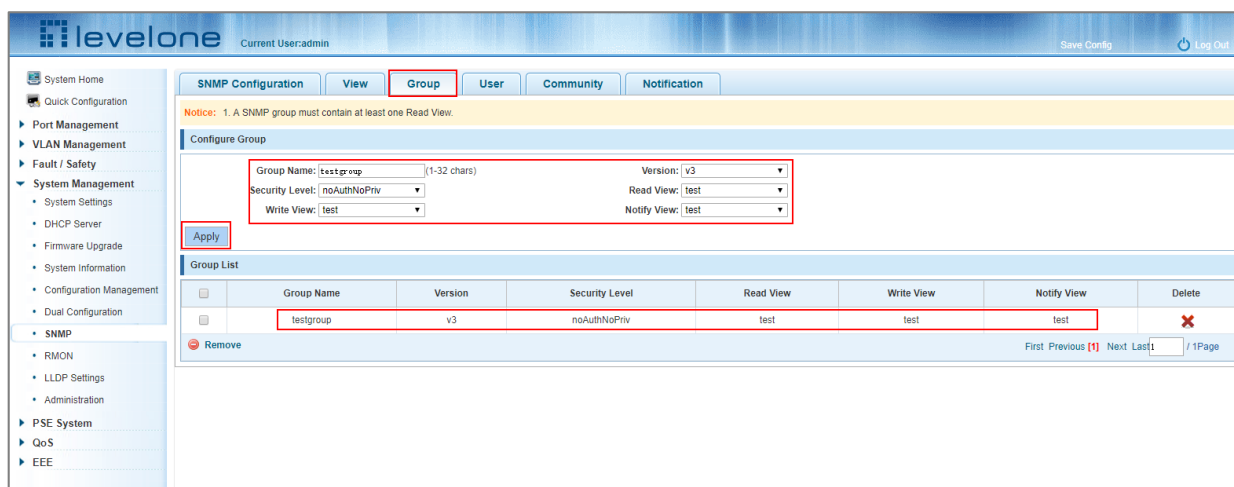 levelone Current User:admin Save Config Log Out
System Home
Quick Configuration
Port Management
VLAN Management
Fault / Safety
System Management
System Settings
DHCP Server
Firmware Upgrade
System Information
Configuration Management
Dual Configuration
SNMP
RMON
LLDP Settings
Administration
PSE System
QoS
EEE
SNMP Configuration View Group User Community Notification
Notice: 1. A SNMP group must contain at least one Read View.
Configure Group
Group Name: testgroup (1-32 chars) Version: v3
Security Level: noAuthNoPriv Read View: test
Write View: test Notify View: test
Apply
Group List
Group Name Version Security Level Read View Write View Notify View Delete
testgroup v3 noAuthNoPriv test test test
Remove First Previous [1] Next Last 1 / 1Page